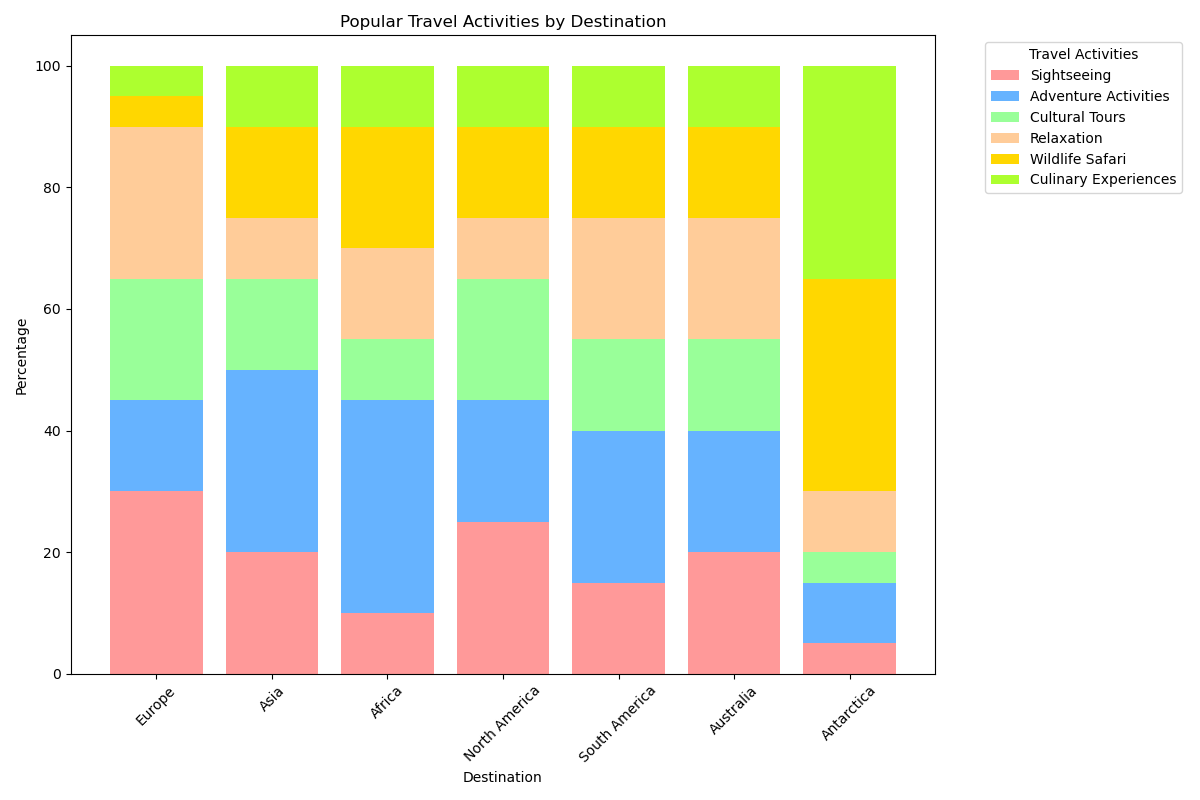 Popular Travel Activities by Destination
Travel Activities
Sightseeing
Adventure Activities
Cultural Tours
Relaxation
Wildlife Safari
Culinary Experiences
Percentage
100
80
60
40
20
0
Europe
Asia
Africa
North America
South America
Australia
Antarctica
Destination